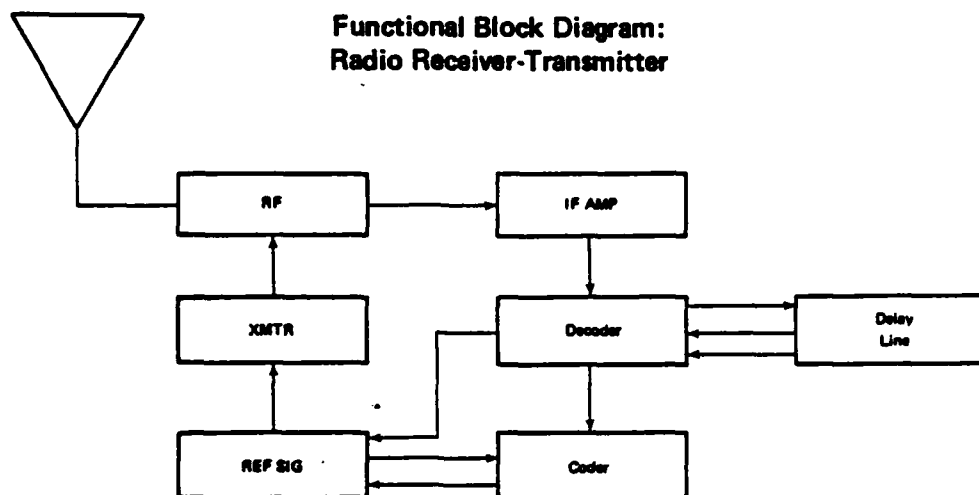 Functional Block Diagram:
Radio Receiver-Transmitter
RF
IF AMP
XMTR
Decoder
Delay
Line
REF SIG
Coder